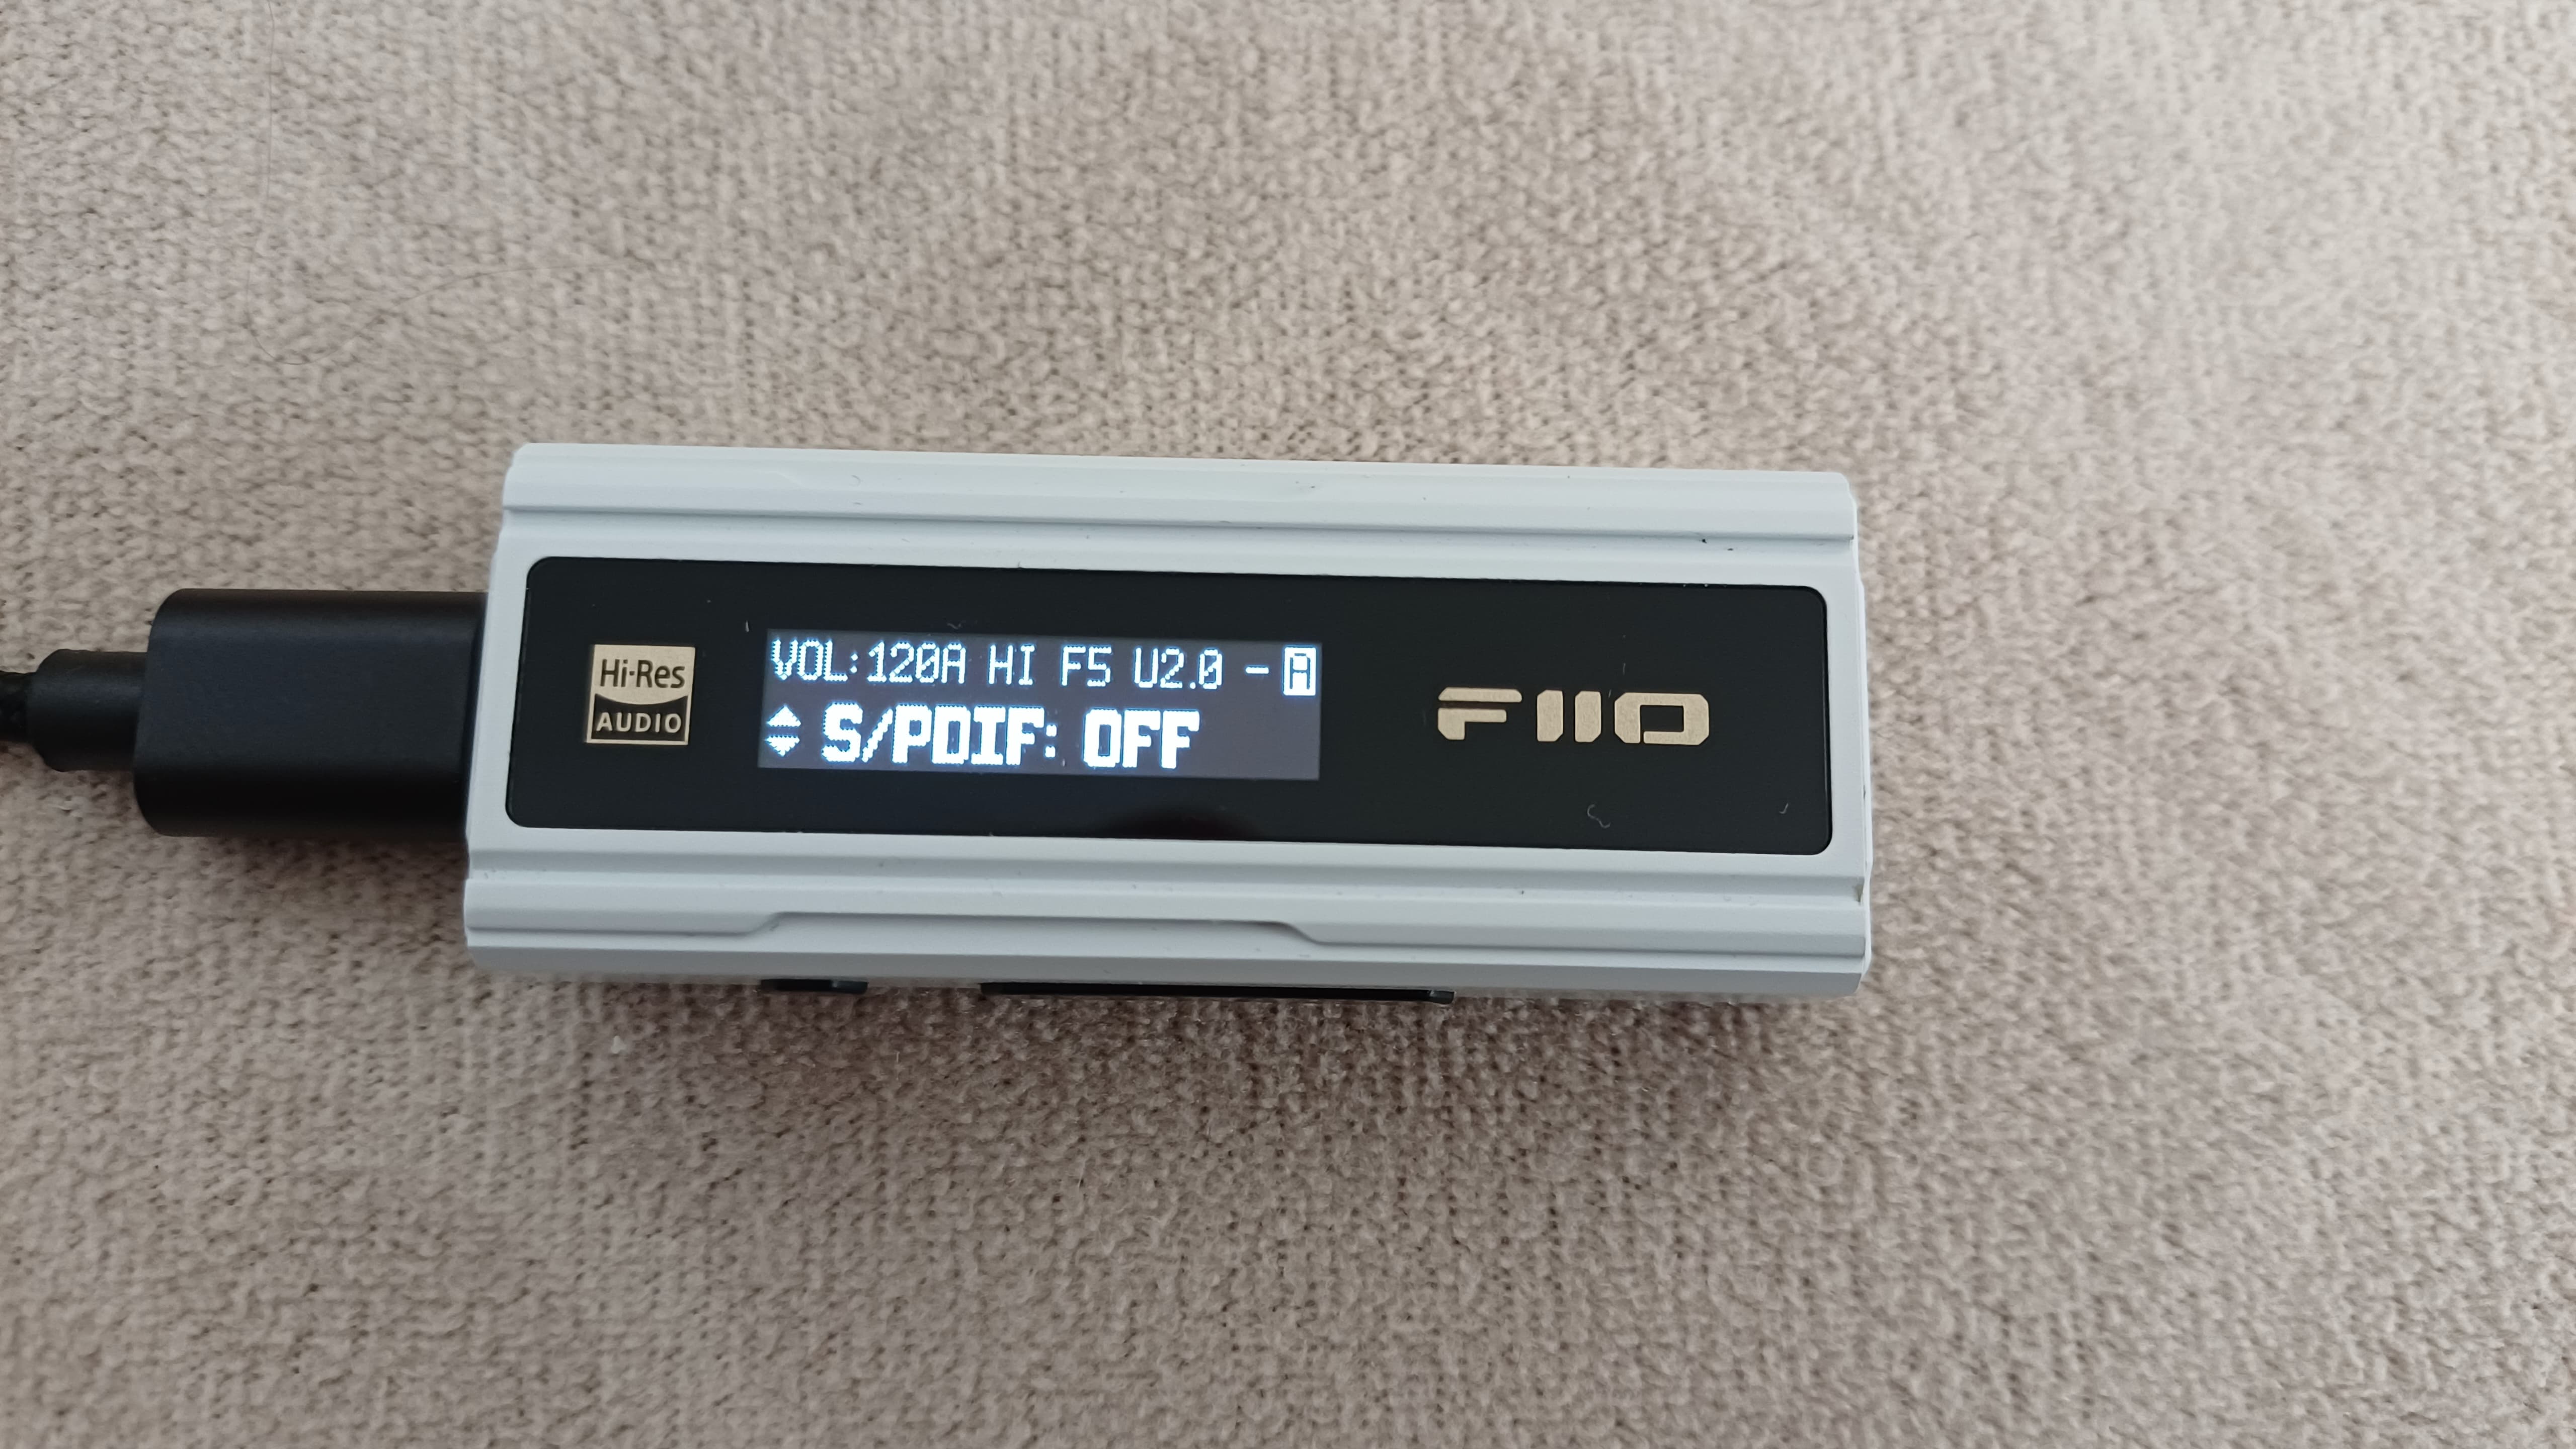 Hi-Res
AUDIO
VOL:120A HI F5 U2.0 - A
S/PDIF: OFF
FIIO